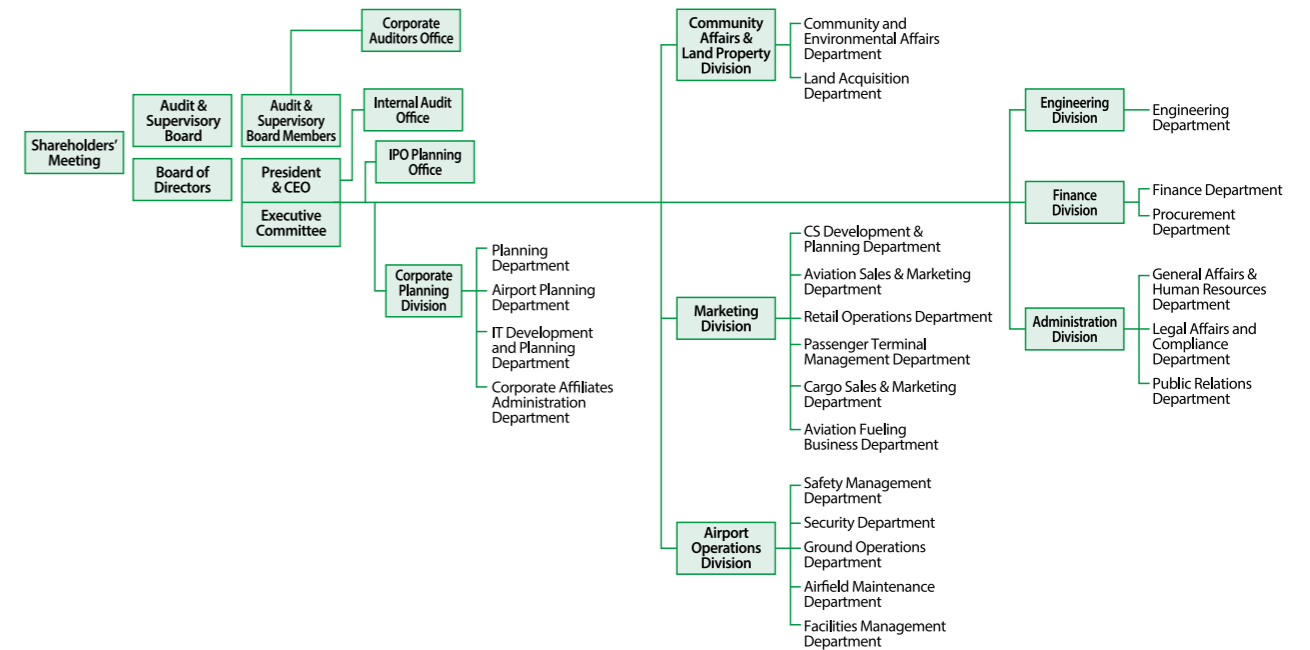 Shareholders'
Meeting
Audit &
Supervisory
Board
Board of
Directors
Audit &
Supervisory
Board Members
President
& CEO
Executive
Committee
Corporate
Auditors Office
Internal Audit
Office
IPO Planning
Office
Corporate
Planning
Division
Planning
Department
Airport Planning
Department
IT Development
and Planning
Department
Corporate Affiliates
Administration
Department
Community
Affairs &
Land Property
Division
Community and
Environmental Affairs
Department
Land Acquisition
Department
Marketing
Division
CS Development &
Planning Department
Aviation Sales & Marketing
Department
Retail Operations Department
Passenger Terminal
Management Department
Cargo Sales & Marketing
Department
Aviation Fueling
Business Department
Airport
Operations
Division
Safety Management
Department
Security Department
Ground Operations
Department
Airfield Maintenance
Department
Facilities Management
Department
Engineering
Division
Engineering
Department
Finance
Division
Finance Department
Procurement
Department
Administration
Division
General Affairs &
Human Resources
Department
Legal Affairs and
Compliance
Department
Public Relations
Department